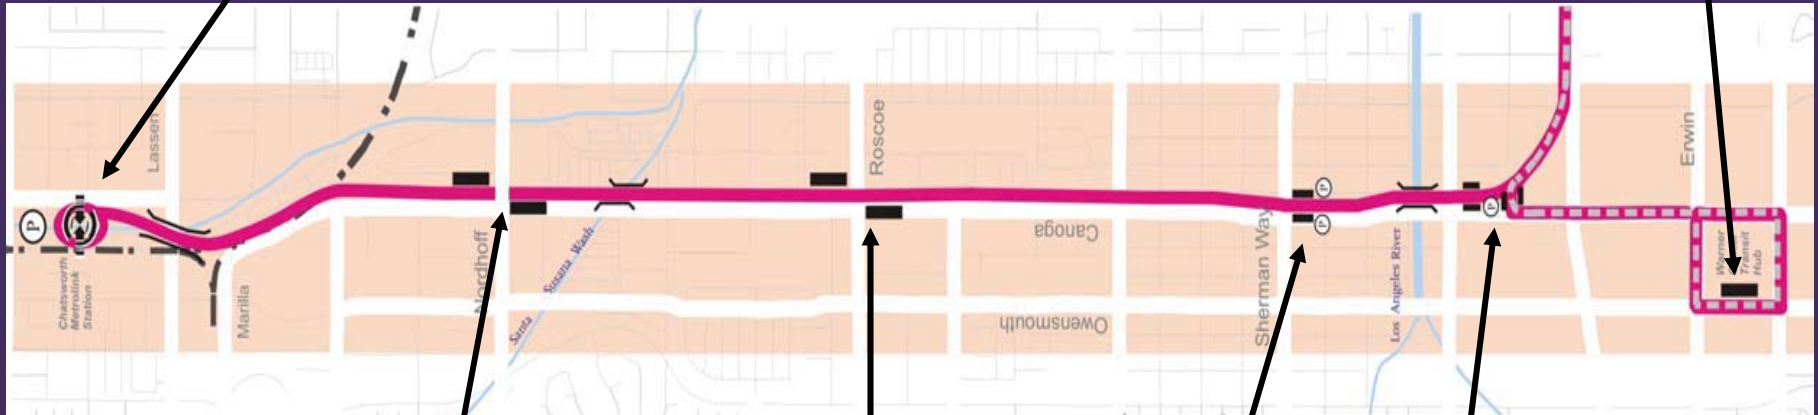 P
Chatsworth
Metrolink
Station
Lassen
Marilla
Nordhoff
Santa Susana Wash
Roscoe
Canoga
Owensmouth
Sherman Way
P
P
Los Angeles River
P
Erwin
Warner
Transit
Hub